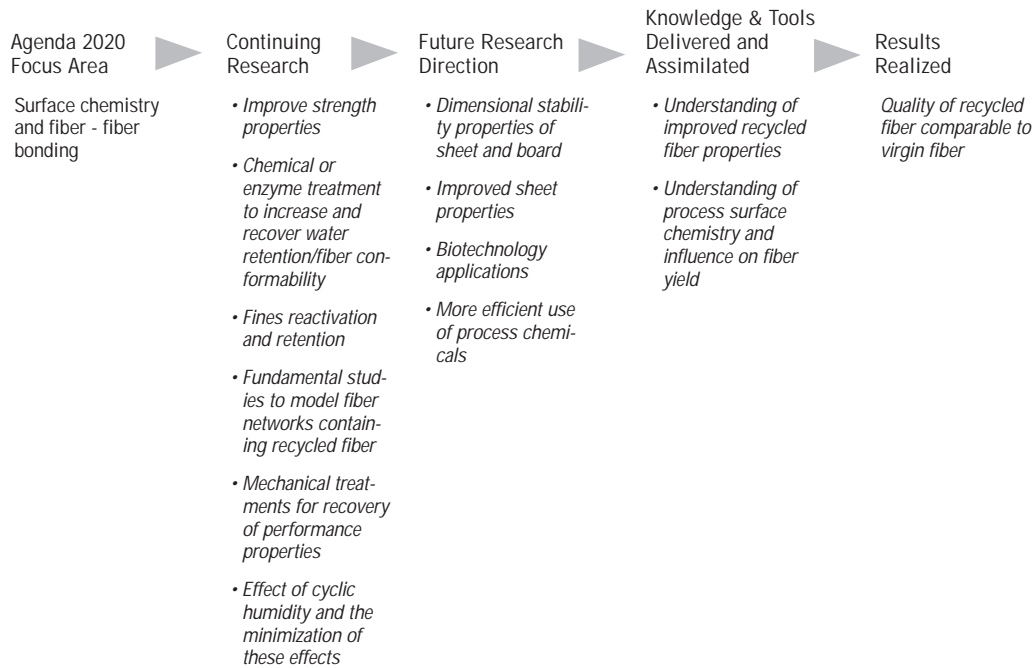 Agenda 2020
Focus Area
Surface chemistry
and fiber - fiber
bonding
Continuing
Research
• Improve strength
properties
• Chemical or
enzyme treatment
to increase and
recover water
retention/fiber con-
formability
• Fines reactivation
and retention
• Fundamental stud-
ies to model fiber
networks contain-
ing recycled fiber
• Mechanical treat-
ments for recovery
of performance
properties
• Effect of cyclic
humidity and the
minimization of
these effects
Future Research
Direction
• Dimensional stabili-
ty properties of
sheet and board
• Improved sheet
properties
• Biotechnology
applications
• More efficient use
of process chemi-
cals
Knowledge & Tools
Delivered and
Assimilated
• Understanding of
improved recycled
fiber properties
• Understanding of
process surface
chemistry and
influence on fiber
yield
Results
Realized
Quality of recycled
fiber comparable to
virgin fiber